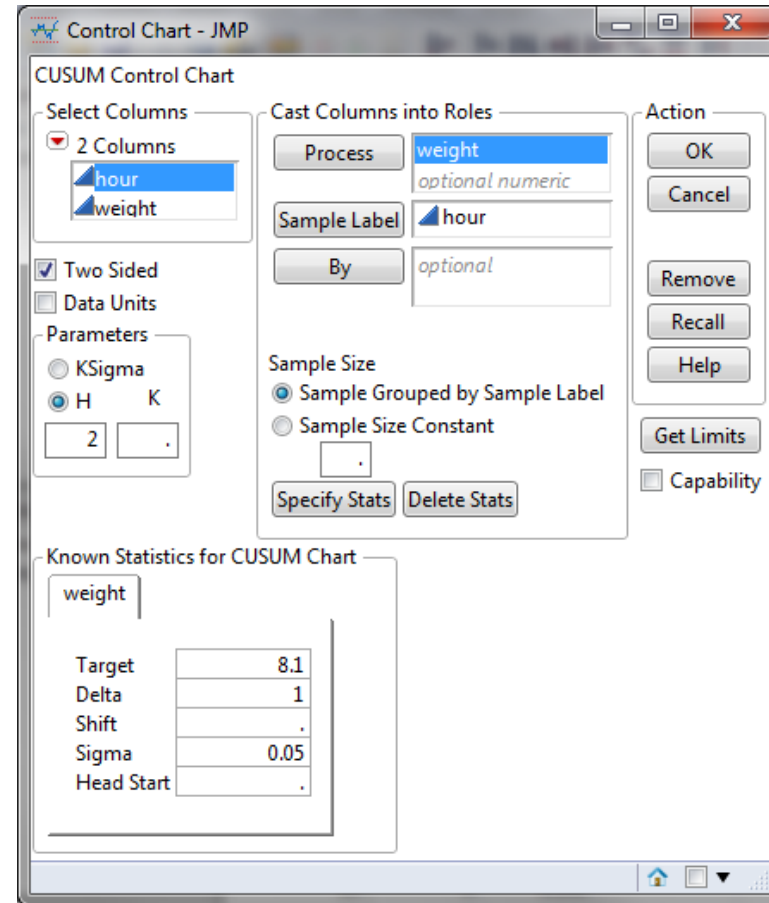 Control Chart - JMP
CUSUM Control Chart
Select Columns
2 Columns
hour
weight
Cast Columns into Roles
Process
weight
optional numeric
Sample Label
hour
By
optional
Action
OK
Cancel
Remove
Recall
Help
Two Sided
Data Units
Parameters
KSigma
H K
2 .
Sample Size
Sample Grouped by Sample Label
Sample Size Constant
.
Specify Stats Delete Stats
Get Limits
Capability
Known Statistics for CUSUM Chart
weight
Target 8.1
Delta 1
Shift .
Sigma 0.05
Head Start .